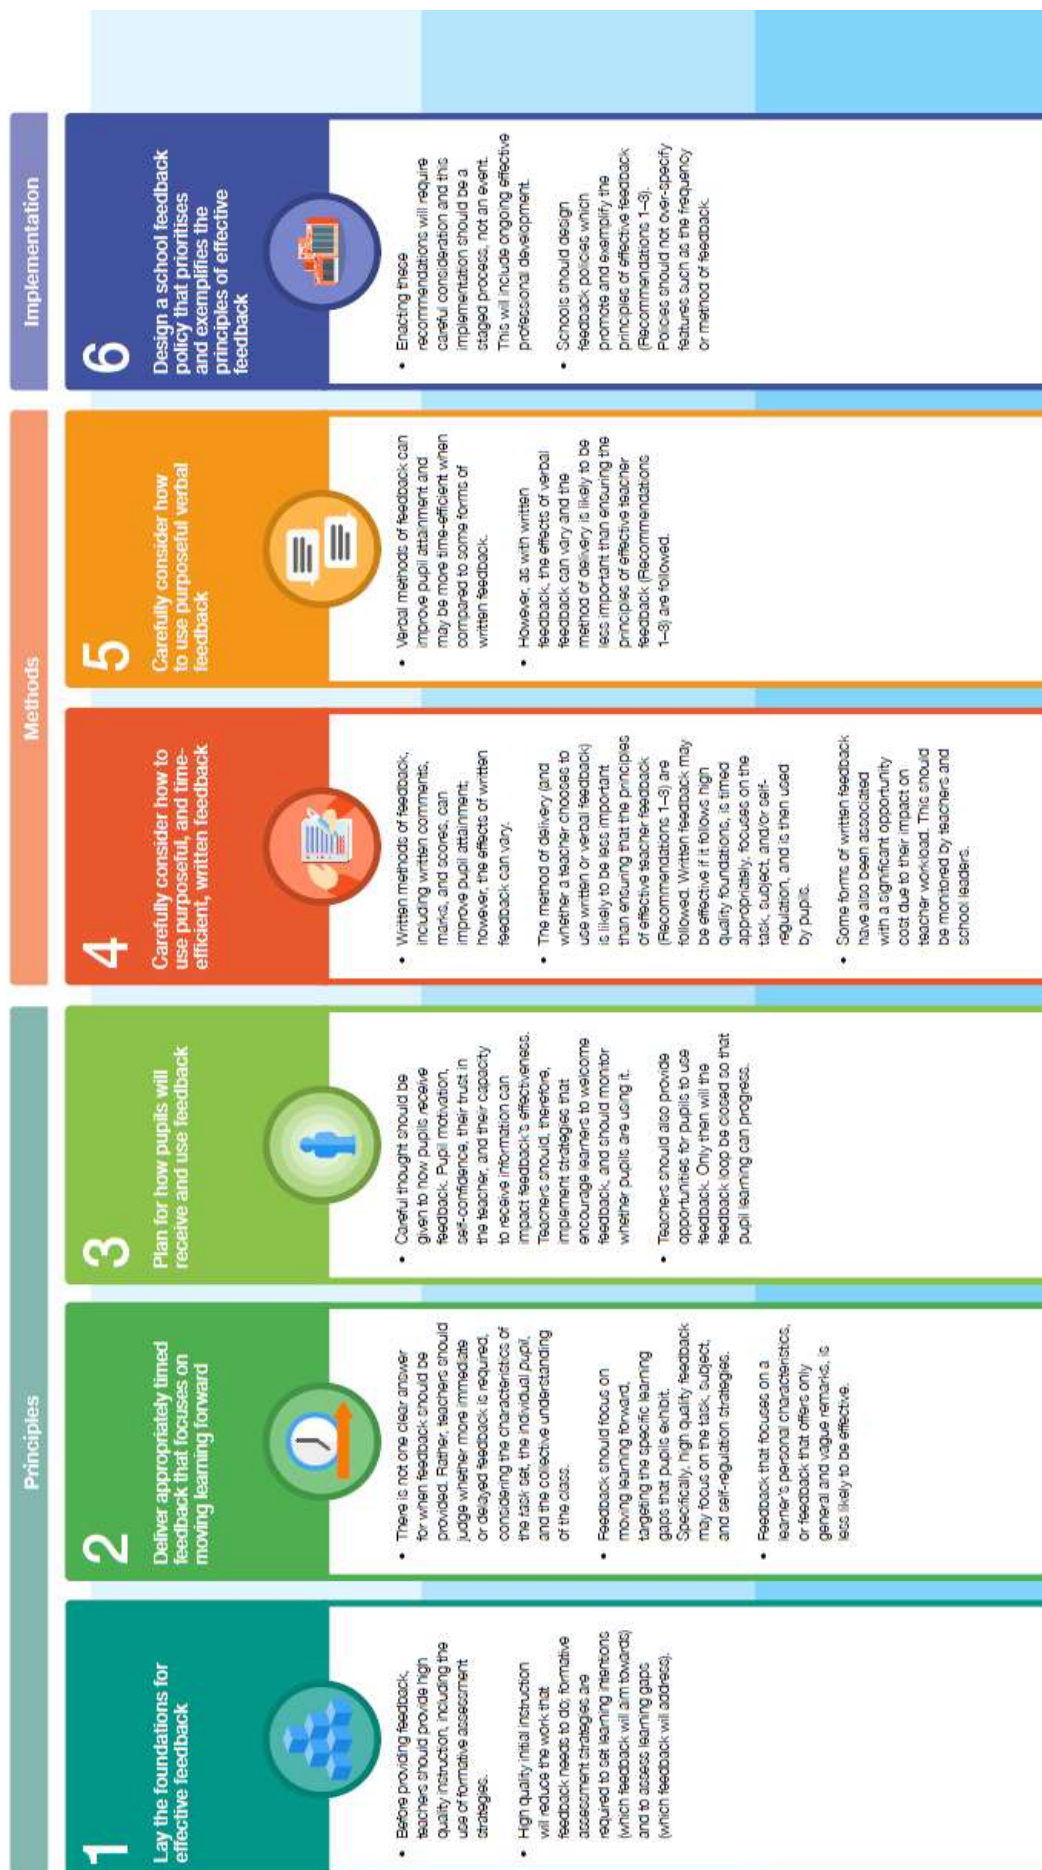 Principles
Methods
Implementation
1
Lay the foundations for
effective feedback
• Before providing feedback,
teachers should provide high
quality instruction, including the
use of formative assessment
strategies.
• High quality initial instruction
will reduce the work that
feedback needs to do; formative
assessment strategies are
required to set learning intentions
(which feedback will aim towards)
and to assess learning gaps
(which feedback will address).
2
Deliver appropriately timed
feedback that focuses on
moving learning forward
• There is not one clear answer
for when feedback should be
provided. Rather, teachers should
judge whether more immediate
or delayed feedback is required,
considering the characteristics of
the task set, the individual pupil,
and the collective understanding
of the class.
• Feedback should focus on
moving learning forward,
targeting the specific learning
gaps that pupils exhibit.
Specifically, high quality feedback
may focus on the task, subject,
and self-regulation strategies.
• Feedback that focuses on a
learner's personal characteristics,
or feedback that offers only
general and vague remarks, is
less likely to be effective.
3
Plan for how pupils will
receive and use feedback
• Careful thought should be
given to how pupils receive
feedback. Pupil motivation,
self-confidence, their trust in
the teacher, and their capacity
to receive information can
impact feedback's effectiveness.
Teachers should, therefore,
implement strategies that
encourage learners to welcome
feedback, and should monitor
whether pupils are using it.
• Teachers should also provide
opportunities for pupils to use
feedback. Only then will the
feedback loop be closed so that
pupil learning can progress.
4
Carefully consider how to
use purposeful, and time-
efficient, written feedback
• Written methods of feedback,
including written comments,
marks, and scores, can
improve pupil attainment;
however, the effects of written
feedback can vary.
• The method of delivery (and
whether a teacher chooses to
use written or verbal feedback)
is likely to be less important
than ensuring that the principles
of effective teacher feedback
(Recommendations 1–3) are
followed. Written feedback may
be effective if it follows high
quality foundations, is timed
appropriately, focuses on the
task, subject, and/or self-
regulation, and is then used
by pupils.
• Some forms of written feedback
have also been associated
with a significant opportunity
cost due to their impact on
teacher workload. This should
be monitored by teachers and
school leaders.
5
Carefully consider how
to use purposeful verbal
feedback
• Verbal methods of feedback can
improve pupil attainment and
may be more time-efficient when
compared to some forms of
written feedback.
• However, as with written
feedback, the effects of verbal
feedback can vary and the
method of delivery is likely to be
less important than ensuring the
principles of effective teacher
feedback (Recommendations
1–3) are followed.
6
Design a school feedback
policy that prioritises
and exemplifies the
principles of effective
feedback
• Enacting these
recommendations will require
careful consideration and this
implementation should be a
staged process, not an event.
This will include ongoing effective
professional development.
• Schools should design
feedback policies which
promote and exemplify the
principles of effective feedback
(Recommendations 1–3).
Policies should not over-specify
features such as the frequency
or method of feedback.